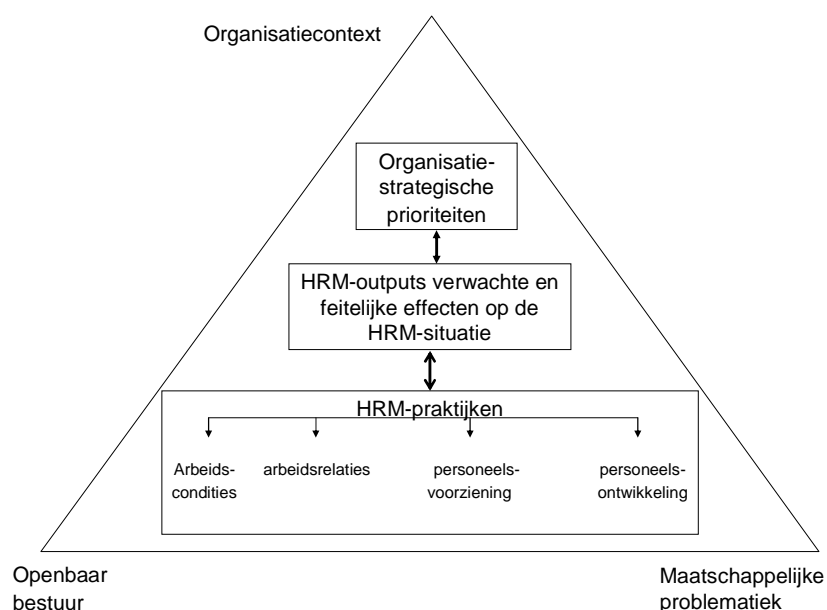 Organisatiecontext
Organisatie-
strategische
prioriteiten
HRM-outputs verwachte en
feitelijke effecten op de
HRM-situatie
HRM-praktijken
Arbeids-
condities
arbeidsrelaties
personeels-
voorziening
personeels-
ontwikkeling
Openbaar
bestuur
Maatschappelijke
problematiek